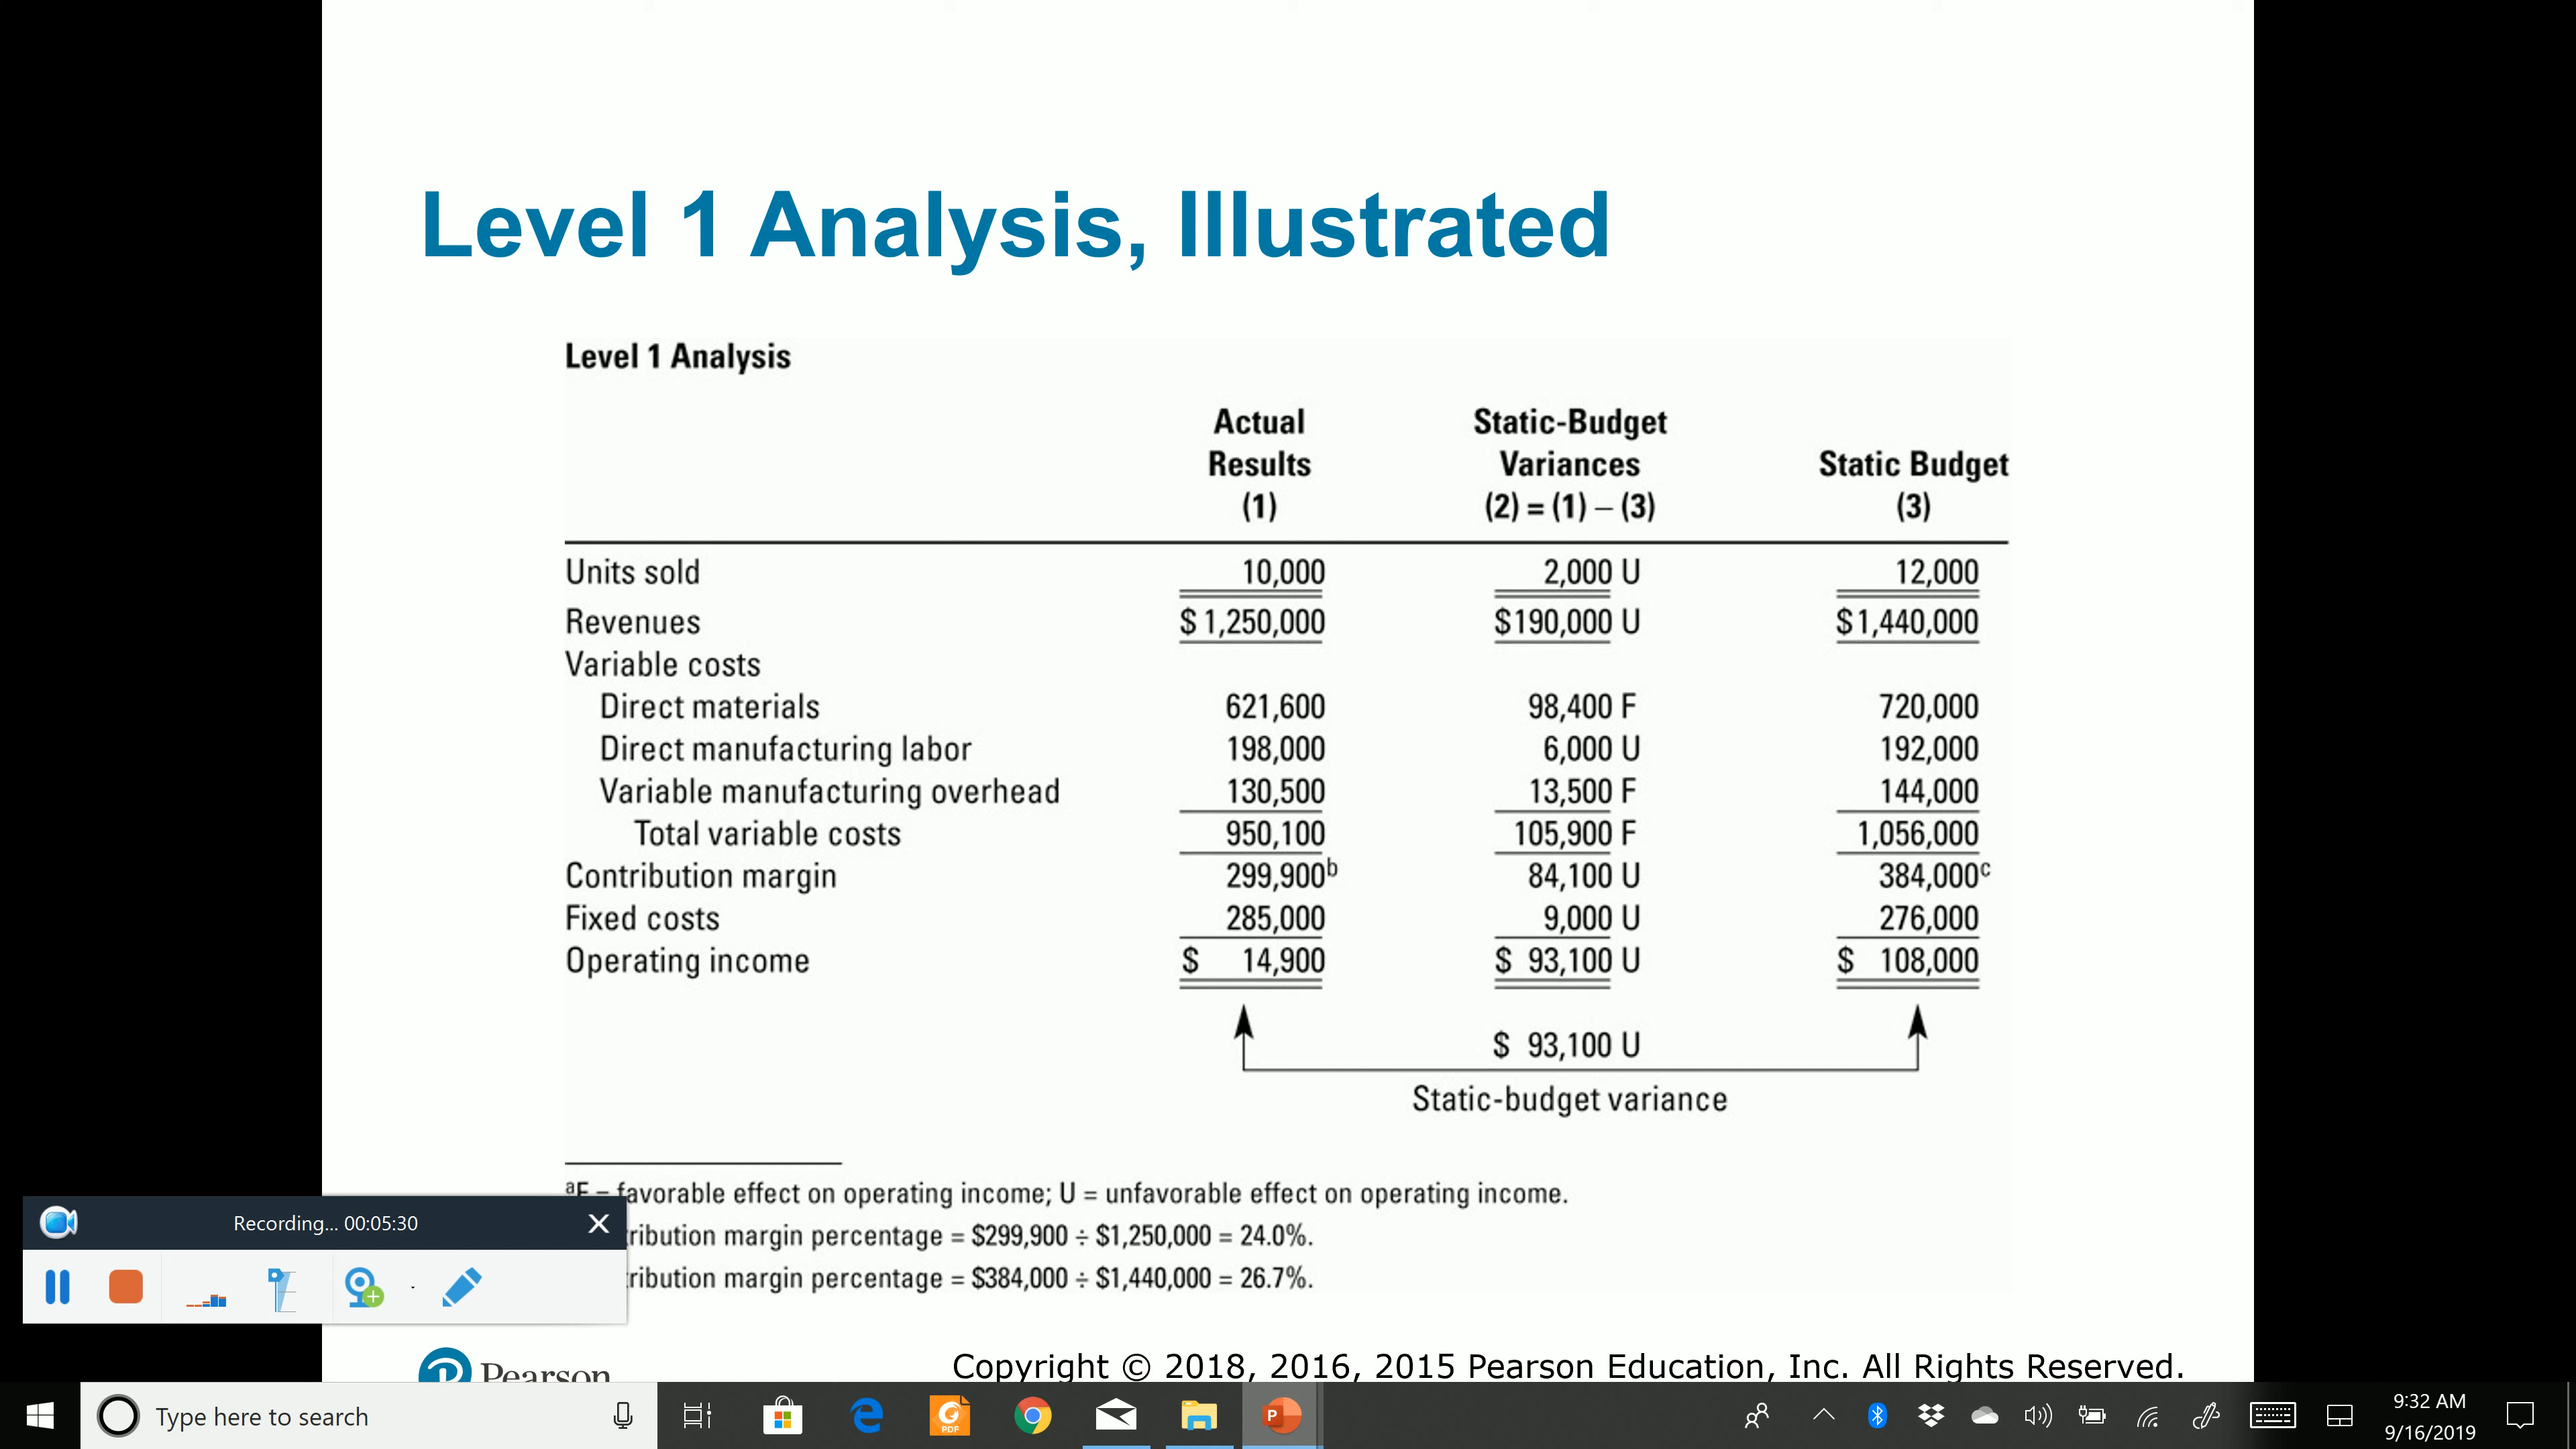 Level 1 Analysis, Illustrated
Level 1 Analysis
Actual Results (1) Static-Budget Variances (2) = (1) – (3) Static Budget (3)
Units sold 10,000 2,000 U 12,000
Revenues $ 1,250,000 $190,000 U $1,440,000
Variable costs
Direct materials 621,600 98,400 F 720,000
Direct manufacturing labor 198,000 6,000 U 192,000
Variable manufacturing overhead 130,500 13,500 F 144,000
Total variable costs 950,100 105,900 F 1,056,000
Contribution margin 299,900b 84,100 U 384,000c
Fixed costs 285,000 9,000 U 276,000
Operating income $ 14,900 $ 93,100 U $ 108,000
$ 93,100 U
Static-budget variance
aF = favorable effect on operating income; U = unfavorable effect on operating income.
ribution margin percentage = $299,900 ÷ $1,250,000 = 24.0%.
ribution margin percentage = $384,000 ÷ $1,440,000 = 26.7%.
Recording... 00:05:30
Pearson
Copyright © 2018, 2016, 2015 Pearson Education, Inc. All Rights Reserved.
Type here to search
PDF
P
9:32 AM
9/16/2019